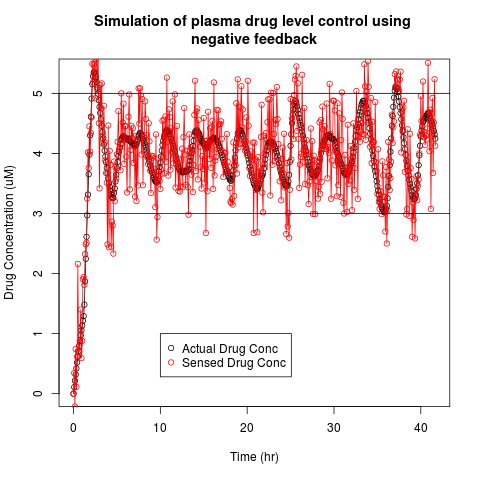 Simulation of plasma drug level control using
negative feedback
Drug Concentration (uM)
5
4
3
2
1
0
Actual Drug Conc
Sensed Drug Conc
0 10 20 30 40
Time (hr)